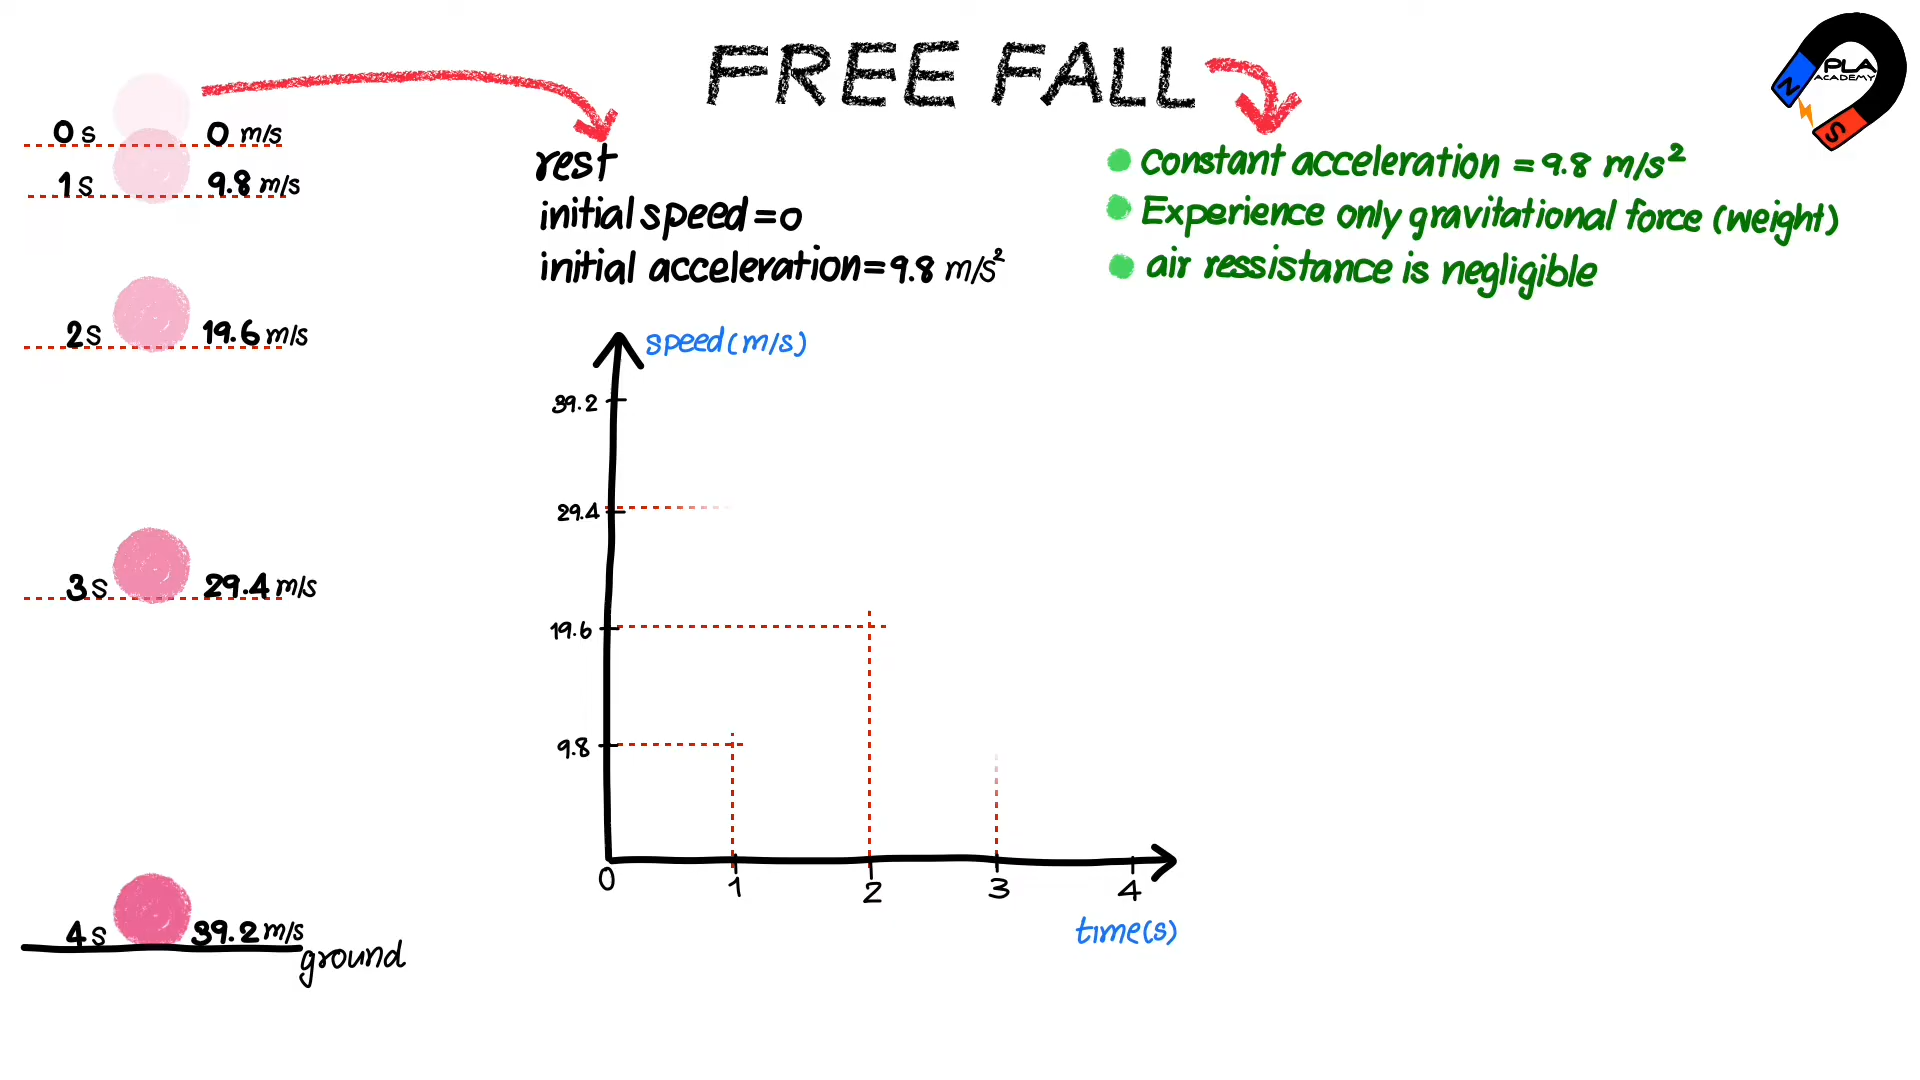 FREE FALL
PLA
ACADEMY
N
S
0 s 0 m/s
1 s 9.8 m/s
2 s 19.6 m/s
3 s 29.4 m/s
4 s 39.2 m/s
ground
rest
initial speed = 0
initial acceleration = 9.8 m/s²
constant acceleration = 9.8 m/s²
Experience only gravitational force (weight)
air ressistance is negligible
speed (m/s)
39.2
29.4
19.6
9.8
0 1 2 3 4
time (s)